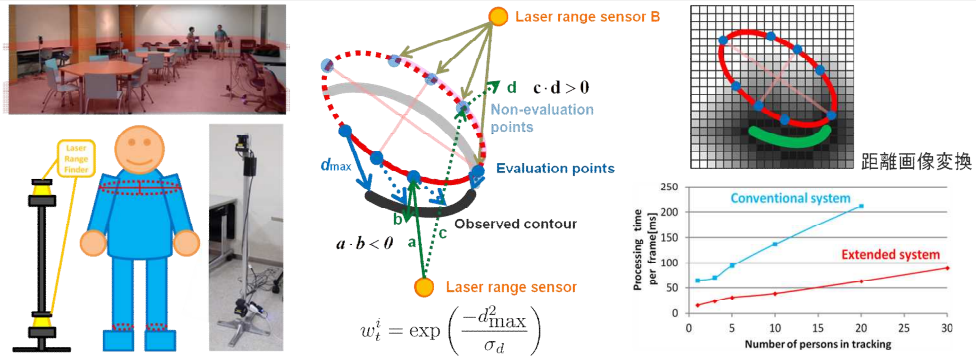 Laser
Range
Finder
Laser range sensor B
d
c · d > 0
Non-evaluation
points
dmax
Evaluation points
b
a
c
Observed contour
a · b < 0
Laser range sensor
w_t^i = exp ( -d_max^2 / σ_d )
距離画像変換
Processing time
per frame[ms]
250
200
150
100
50
0
Conventional system
Extended system
0 5 10 15 20 25 30
Number of persons in tracking